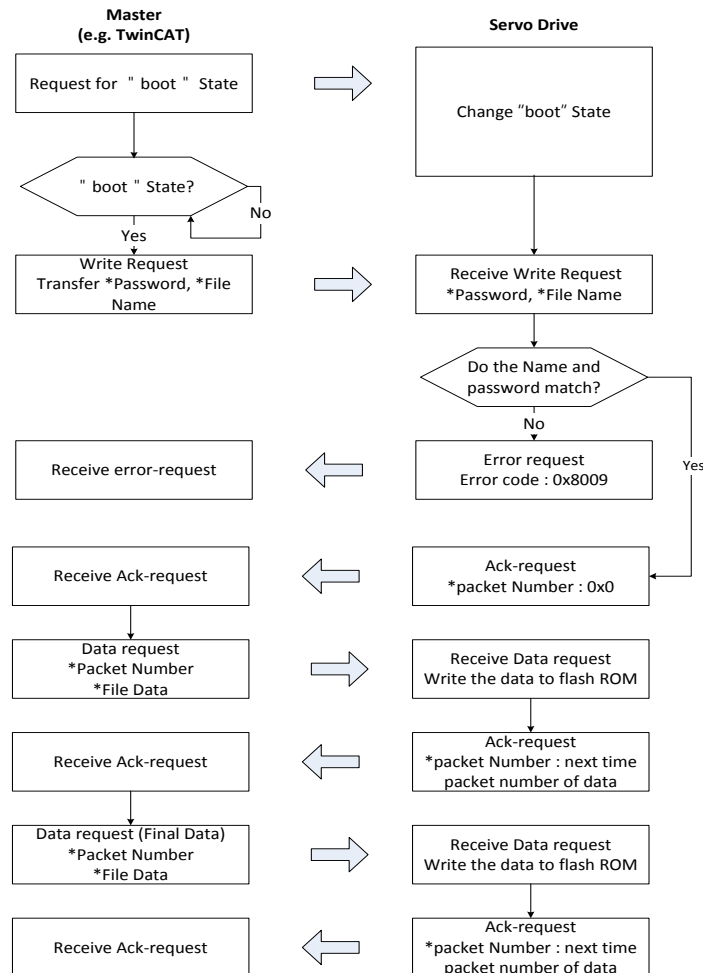 Master
(e.g. TwinCAT)
Servo Drive
Request for " boot " State
Change "boot" State
" boot " State?
No
Yes
Write Request
Transfer *Password, *File
Name
Receive Write Request
*Password, *File Name
Do the Name and
password match?
No
Yes
Receive error-request
Error request
Error code : 0x8009
Receive Ack-request
Ack-request
*packet Number : 0x0
Data request
*Packet Number
*File Data
Receive Data request
Write the data to flash ROM
Receive Ack-request
Ack-request
*packet Number : next time
packet number of data
Data request (Final Data)
*Packet Number
*File Data
Receive Data request
Write the data to flash ROM
Receive Ack-request
Ack-request
*packet Number : next time
packet number of data